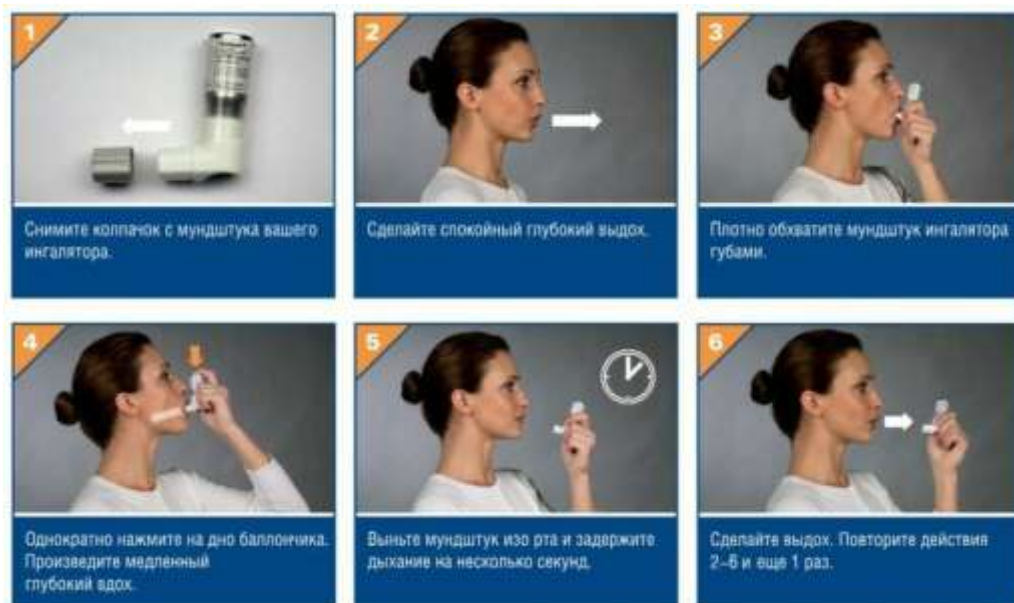 1
Снимите колпачок с мундштука вашего
ингалятора.
2
Сделайте спокойный глубокий выдох.
3
Плотно обхватите мундштук ингалятора
губами.
4
Однократно нажмите на дно баллончика.
Произведите медленный
глубокий вдох.
5
Выньте мундштук изо рта и задержите
дыхание на несколько секунд.
6
Сделайте выдох. Повторите действия
2–6 и еще 1 раз.